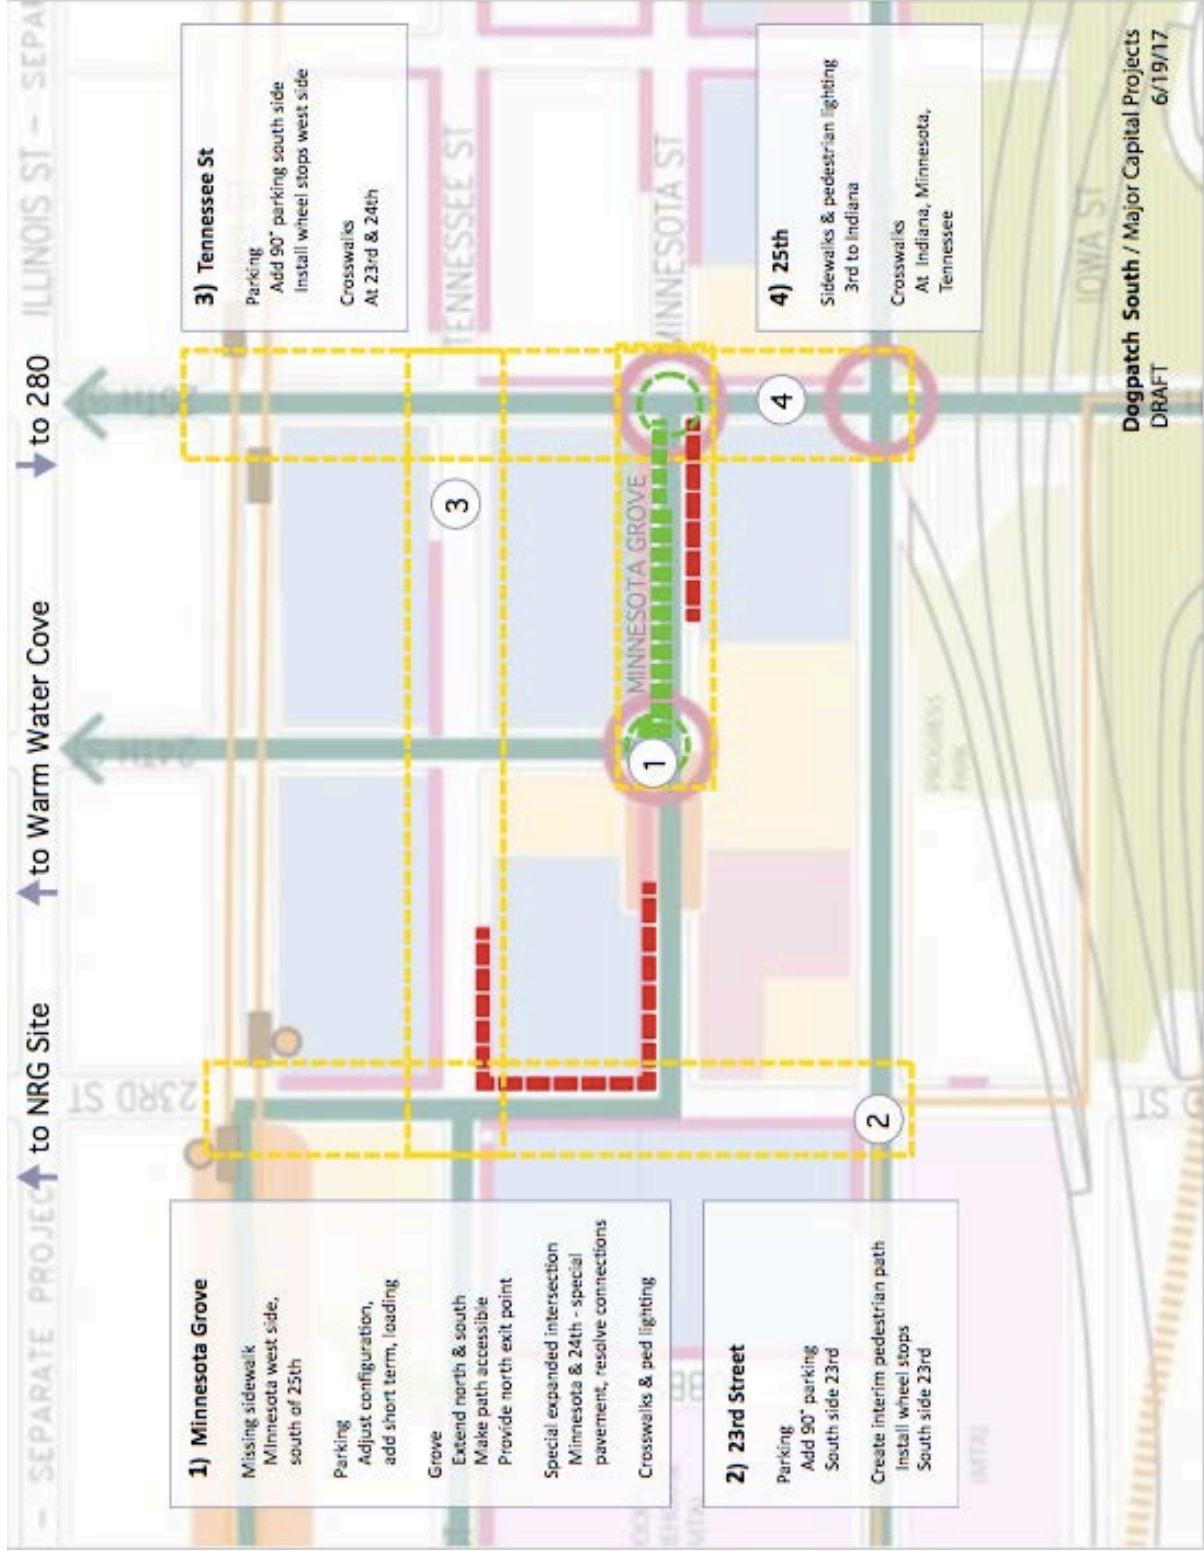 — SEPARATE PROJEC
ILLINOIS ST – SEPAR
to NRG Site
to Warm Water Cove
to 280
23RD ST
24TH S
25TH S
TENNESSEE ST
MINNESOTA ST
MINNESOTA GROVE
IOWA ST
PROGRESS
PARK
1
2
3
4
1) Minnesota Grove
Missing sidewalk
MInnesota west side,
south of 25th
Parking
Adjust configuration,
add short term, loading
Grove
Extend north & south
Make path accessible
Provide north exit point
Special expanded intersection
Minnesota & 24th - special
pavement, resolve connections
Crosswalks & ped lighting
2) 23rd Street
Parking
Add 90˚ parking
South side 23rd
Create interim pedestrian path
Install wheel stops
South side 23rd
3) Tennessee St
Parking
Add 90˚ parking south side
Install wheel stops west side
Crosswalks
At 23rd & 24th
4) 25th
Sidewalks & pedestrian lighting
3rd to Indiana
Crosswalks
At Indiana, Minnesota,
Tennessee
Dogpatch South / Major Capital Projects
DRAFT 6/19/17